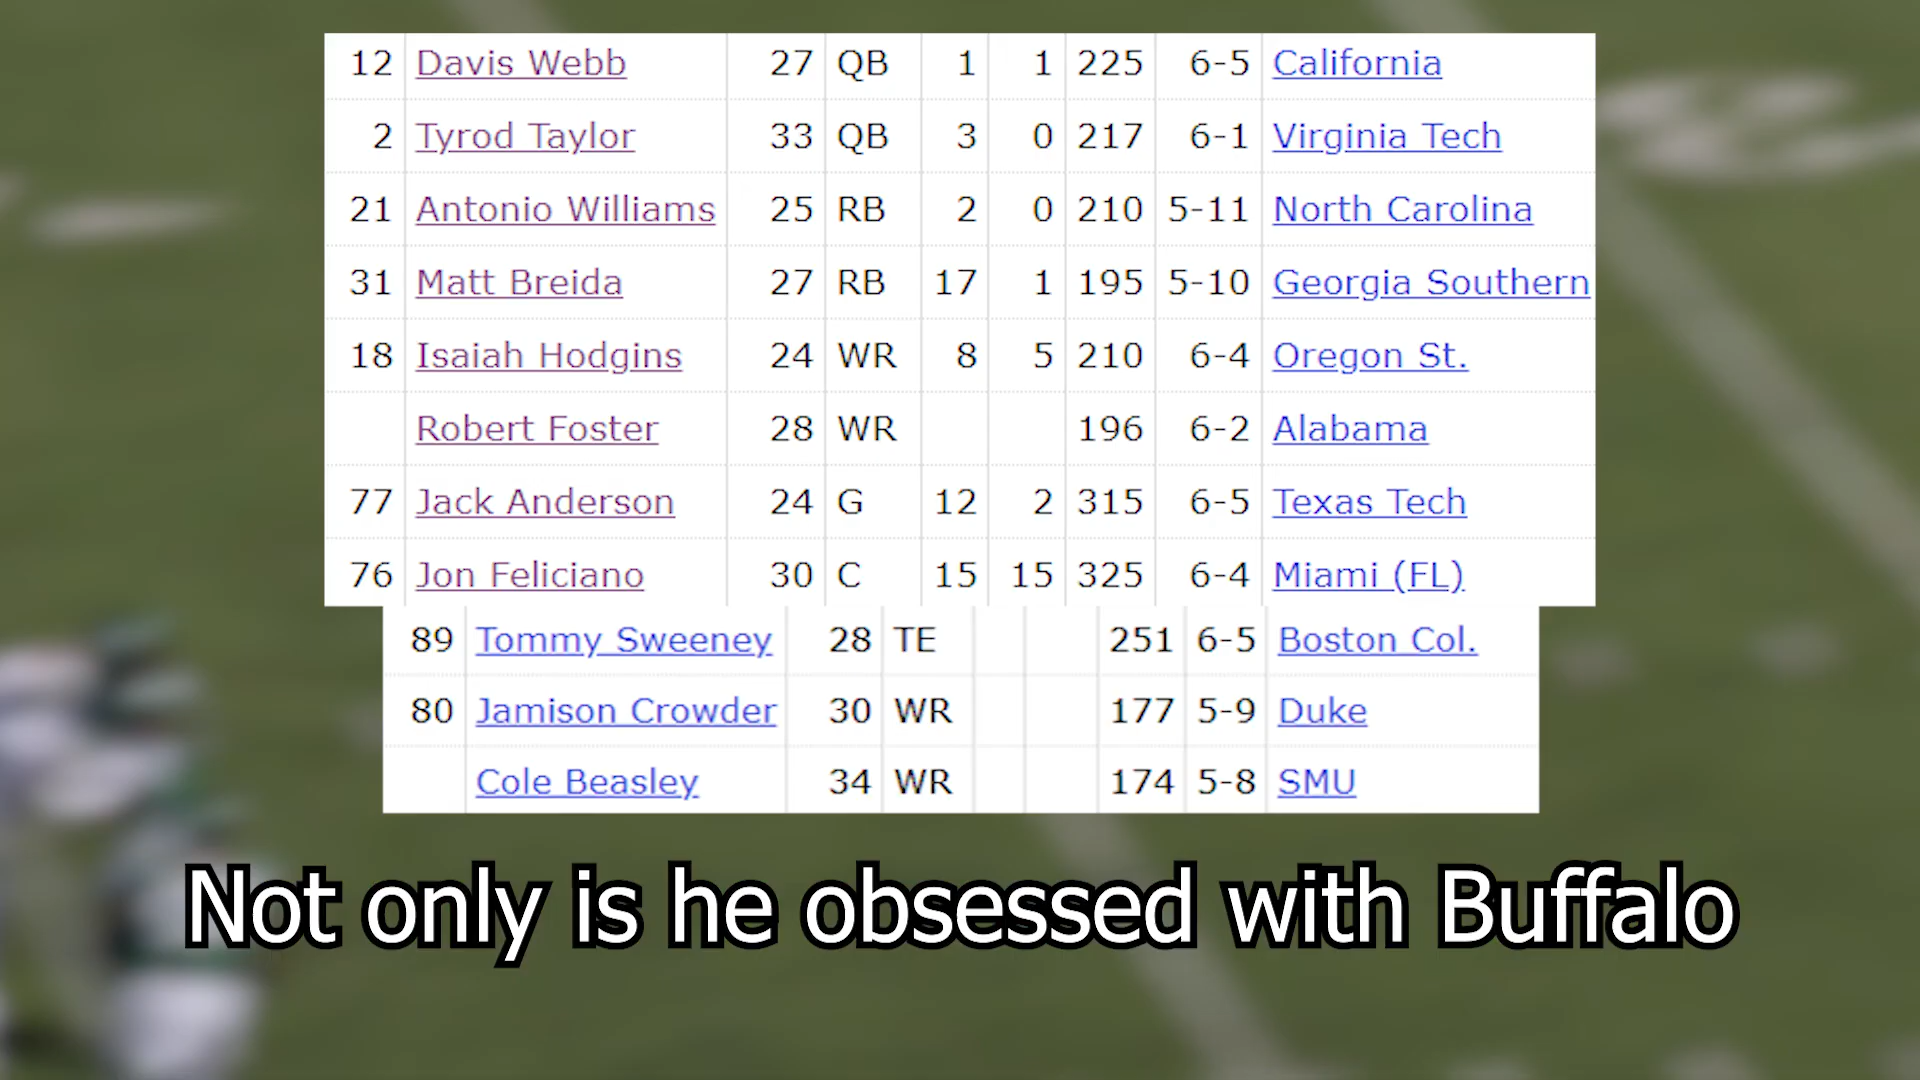 12 Davis Webb 27 QB 1 1 225 6-5 California
2 Tyrod Taylor 33 QB 3 0 217 6-1 Virginia Tech
21 Antonio Williams 25 RB 2 0 210 5-11 North Carolina
31 Matt Breida 27 RB 17 1 195 5-10 Georgia Southern
18 Isaiah Hodgins 24 WR 8 5 210 6-4 Oregon St.
Robert Foster 28 WR 196 6-2 Alabama
77 Jack Anderson 24 G 12 2 315 6-5 Texas Tech
76 Jon Feliciano 30 C 15 15 325 6-4 Miami (FL)
89 Tommy Sweeney 28 TE 251 6-5 Boston Col.
80 Jamison Crowder 30 WR 177 5-9 Duke
Cole Beasley 34 WR 174 5-8 SMU
Not only is he obsessed with Buffalo